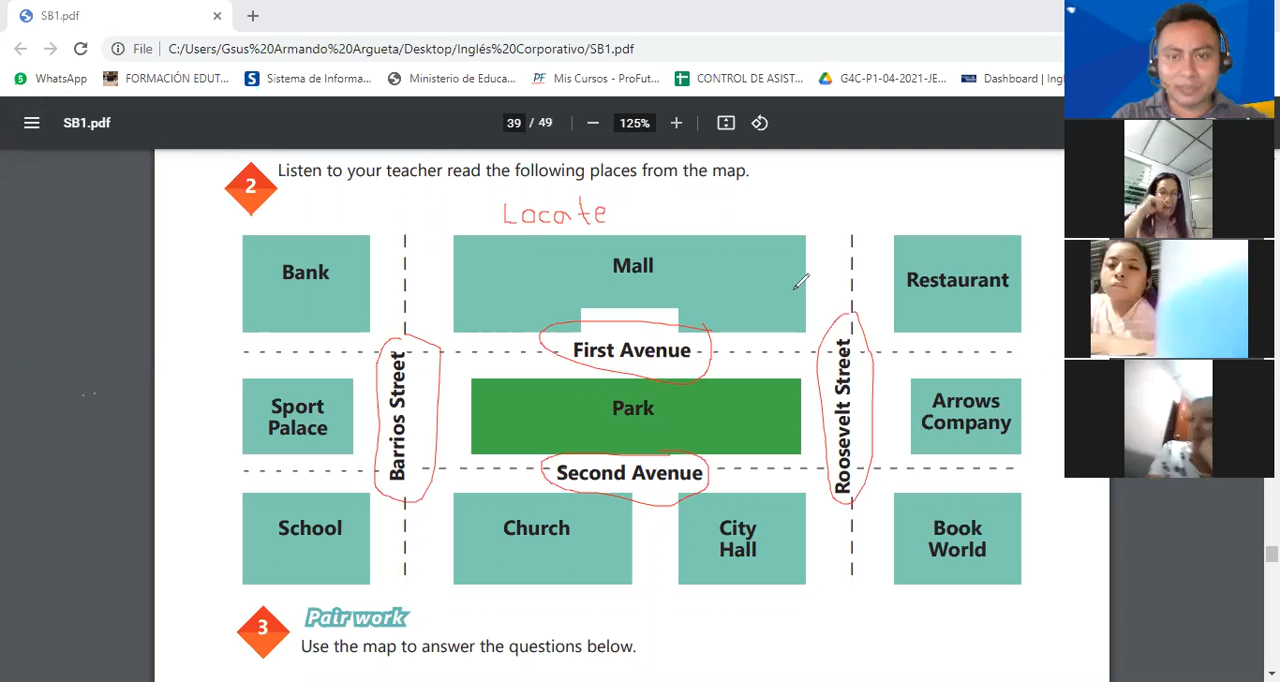 SB1.pdf
File C:/Users/Gsus%20Armando%20Argueta/Desktop/Inglés%20Corporativo/SB1.pdf
WhatsApp FORMACIÓN EDUT... Sistema de Informa... Ministerio de Educa... PF Mis Cursos — ProFut... CONTROL DE ASIST... G4C-P1-04-2021-JE... Dashboard | Ingl
SB1.pdf 39 / 49 125%
2 Listen to your teacher read the following places from the map.
Locate
Bank Mall Restaurant
First Avenue
Sport Palace Barrios Street Park Roosevelt Street Arrows Company
Second Avenue
School Church City Hall Book World
3 Pair work
Use the map to answer the questions below.